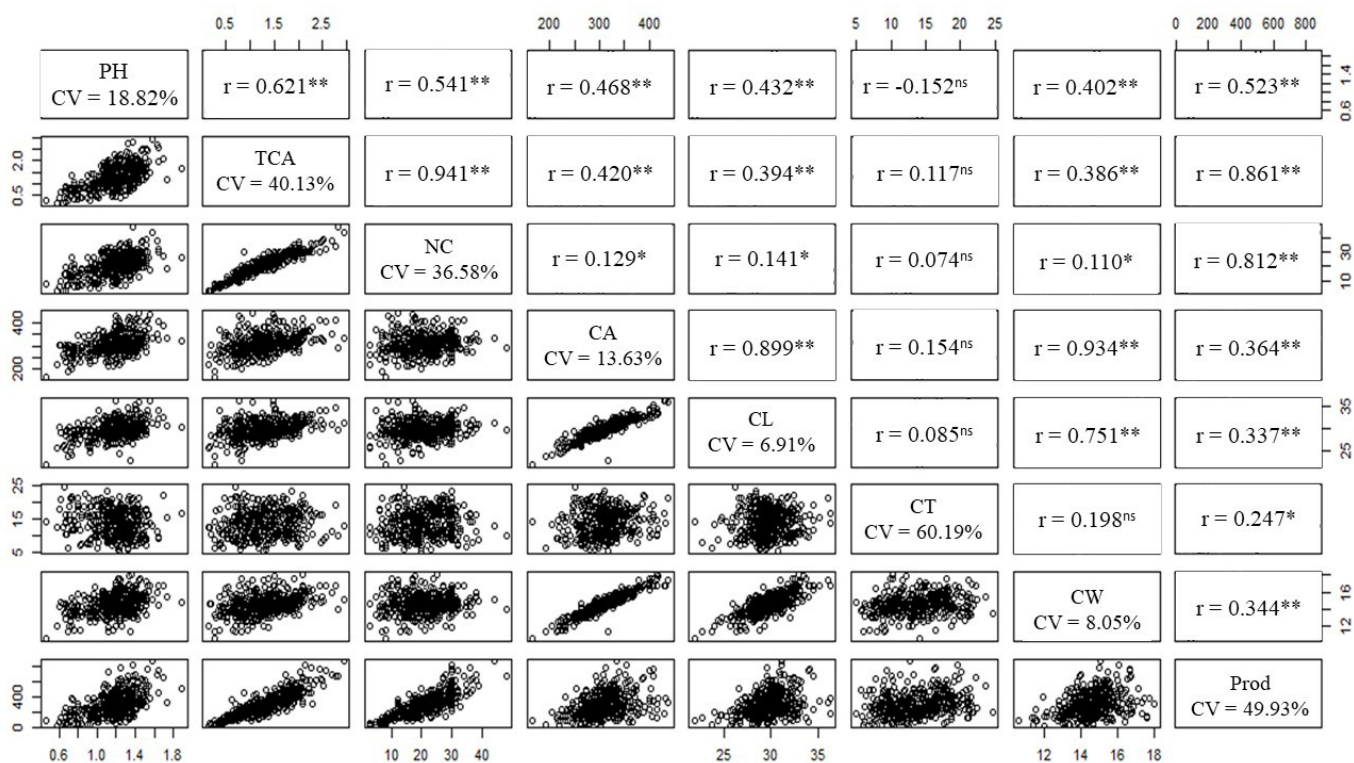 0.5 1.5 2.5 200 300 400 5 10 15 20 25 0 200 400 600 800
PH
CV = 18.82%
r = 0.621**
r = 0.541**
r = 0.468**
r = 0.432**
r = -0.152ns
r = 0.402**
r = 0.523**
0.6 1.0 1.4
0.5 2.0
TCA
CV = 40.13%
r = 0.941**
r = 0.420**
r = 0.394**
r = 0.117ns
r = 0.386**
r = 0.861**
NC
CV = 36.58%
r = 0.129*
r = 0.141*
r = 0.074ns
r = 0.110*
r = 0.812**
10 30
200 400
CA
CV = 13.63%
r = 0.899**
r = 0.154ns
r = 0.934**
r = 0.364**
CL
CV = 6.91%
r = 0.085ns
r = 0.751**
r = 0.337**
25 35
5 15 25
CT
CV = 60.19%
r = 0.198ns
r = 0.247*
CW
CV = 8.05%
r = 0.344**
12 16
0 400
Prod
CV = 49.93%
0.6 1.0 1.4 1.8 10 20 30 40 25 30 35 12 14 16 18